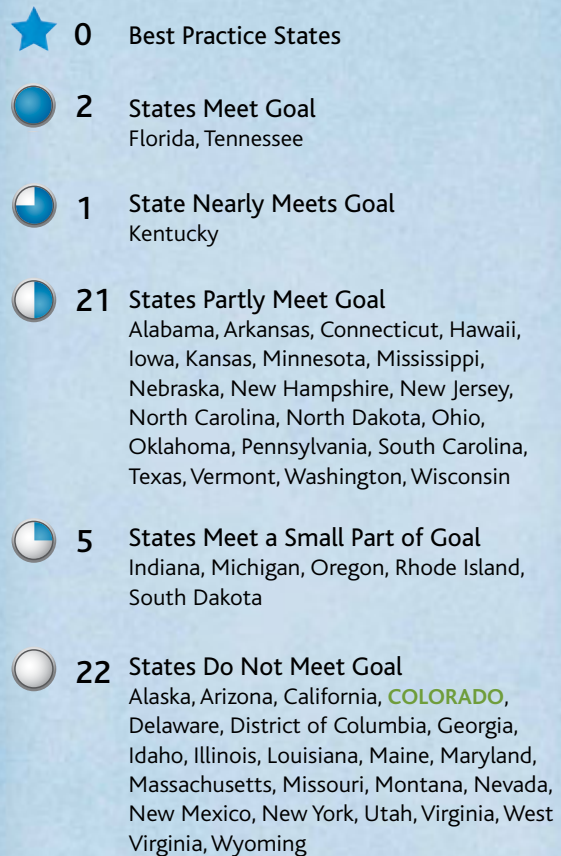 0 Best Practice States
2 States Meet Goal
Florida, Tennessee
1 State Nearly Meets Goal
Kentucky
21 States Partly Meet Goal
Alabama, Arkansas, Connecticut, Hawaii,
Iowa, Kansas, Minnesota, Mississippi,
Nebraska, New Hampshire, New Jersey,
North Carolina, North Dakota, Ohio,
Oklahoma, Pennsylvania, South Carolina,
Texas, Vermont, Washington, Wisconsin
5 States Meet a Small Part of Goal
Indiana, Michigan, Oregon, Rhode Island,
South Dakota
22 States Do Not Meet Goal
Alaska, Arizona, California, COLORADO,
Delaware, District of Columbia, Georgia,
Idaho, Illinois, Louisiana, Maine, Maryland,
Massachusetts, Missouri, Montana, Nevada,
New Mexico, New York, Utah, Virginia, West
Virginia, Wyoming